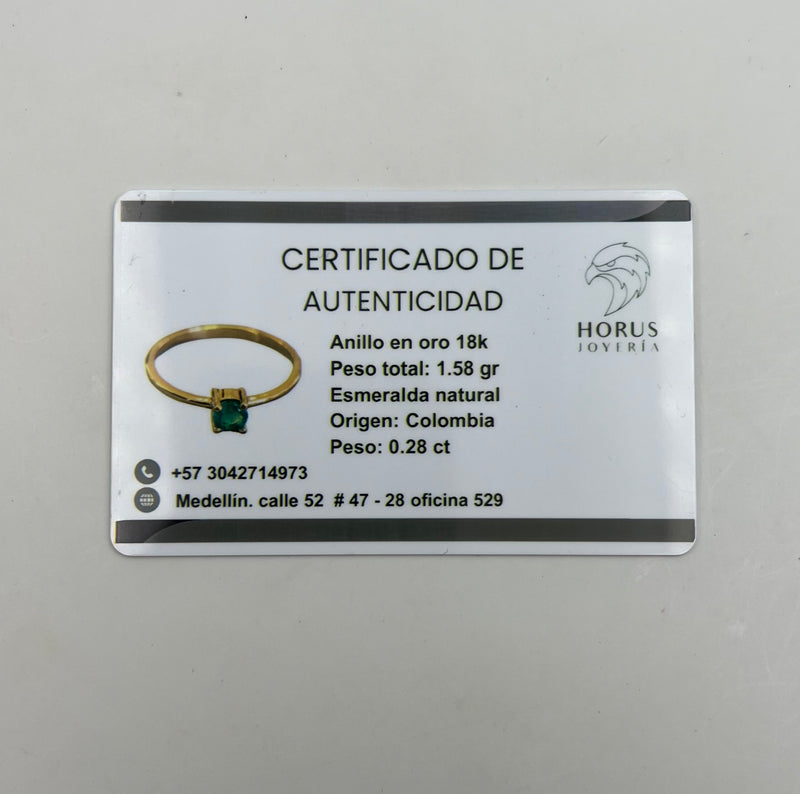 CERTIFICADO DE
AUTENTICIDAD
HORUS
JOYERÍA
Anillo en oro 18k
Peso total: 1.58 gr
Esmeralda natural
Origen: Colombia
Peso: 0.28 ct
+57 3042714973
Medellín. calle 52 # 47 - 28 oficina 529